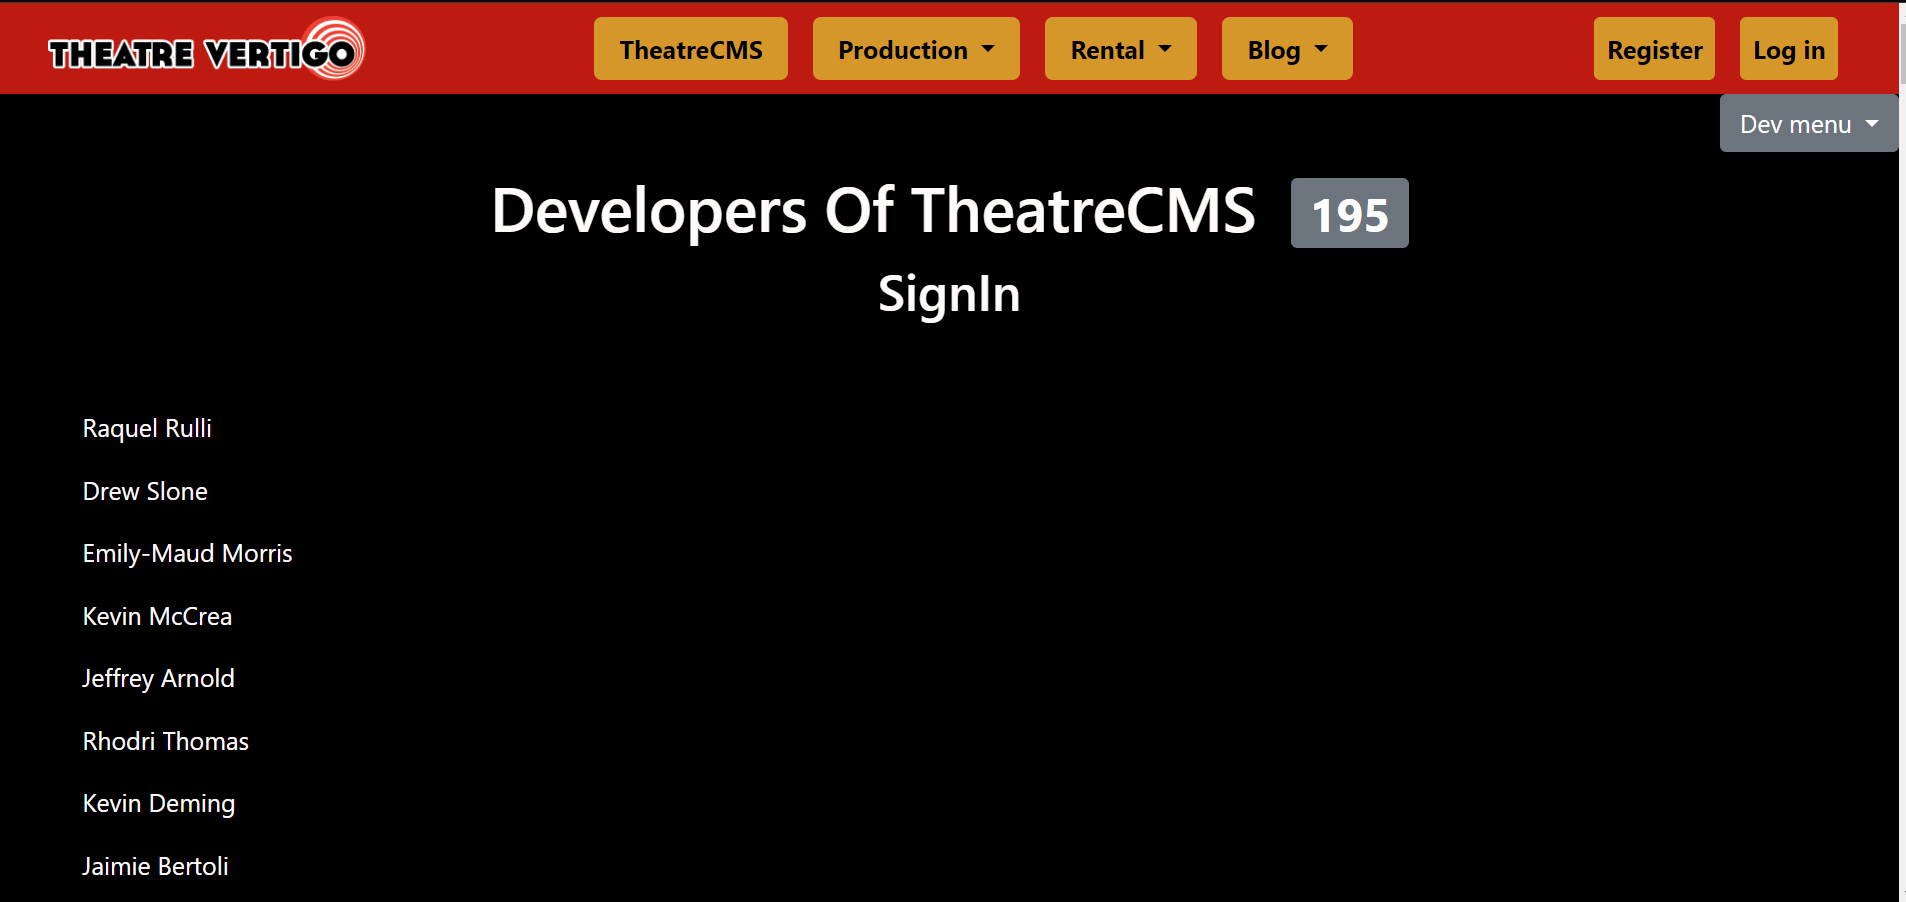 THEATRE VERTIGO
TheatreCMS
Production
Rental
Blog
Register
Log in
Dev menu
Developers Of TheatreCMS 195
SignIn
Raquel Rulli
Drew Slone
Emily-Maud Morris
Kevin McCrea
Jeffrey Arnold
Rhodri Thomas
Kevin Deming
Jaimie Bertoli